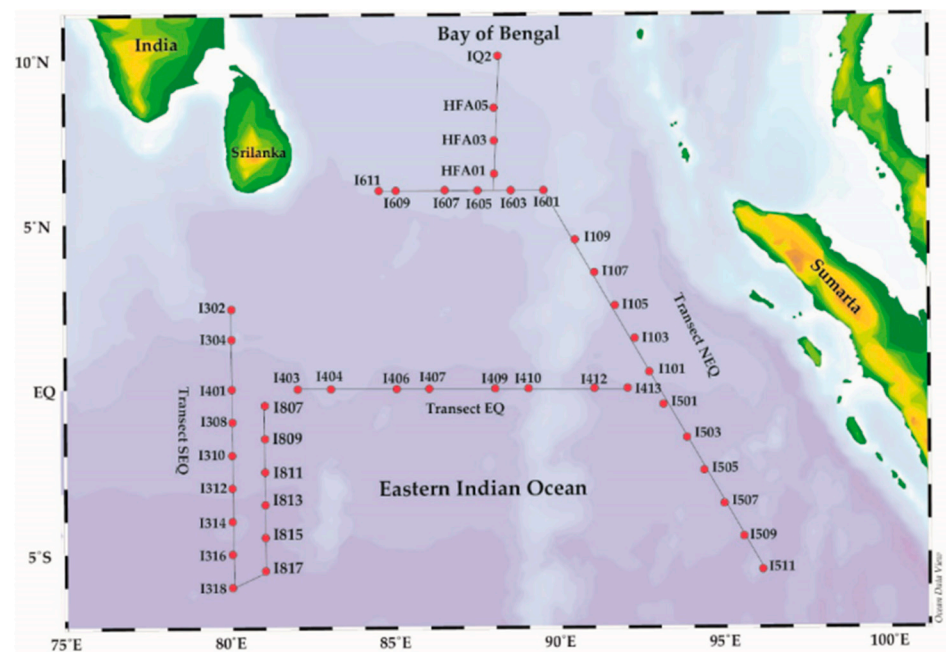 Bay of Bengal
India
IQ2
10°N
HFA05
HFA03
Srilanka
HFA01
I611
I609
I607
I605
I603
I601
5°N
I109
I107
Sumarta
I105
I302
Transect NEQ
I103
I304
I101
I403
I404
I406
I407
I409
I410
I412
I413
EQ
I401
I501
I807
Transect EQ
Transect SEQ
I308
I503
I809
I310
I505
I811
Eastern Indian Ocean
I312
I813
I507
I314
I815
I509
5°S
I316
I817
I511
I318
Ocean Data View
75°E
80°E
85°E
90°E
95°E
100°E